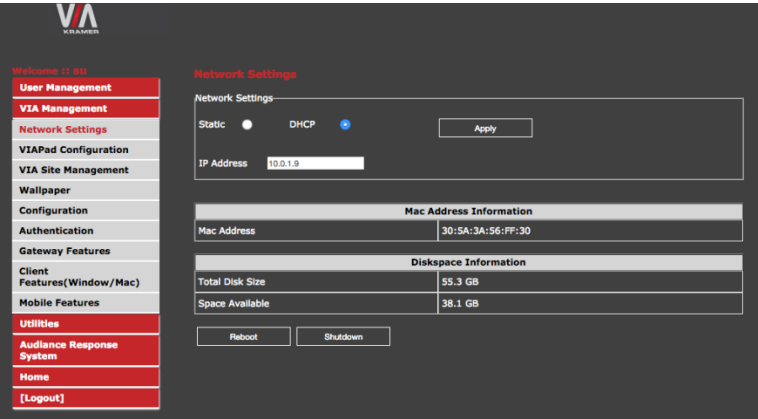 VIA
KRAMER
Welcome :: su
User Management
VIA Management
Network Settings
VIAPad Configuration
VIA Site Management
Wallpaper
Configuration
Authentication
Gateway Features
Client
Features(Window/Mac)
Mobile Features
Utilities
Audiance Response
System
Home
[Logout]
Network Settings
Network Settings
Static DHCP Apply
IP Address 10.0.1.9
Mac Address Information
Mac Address 30:5A:3A:56:FF:30
Diskspace Information
Total Disk Size 55.3 GB
Space Available 38.1 GB
Reboot Shutdown